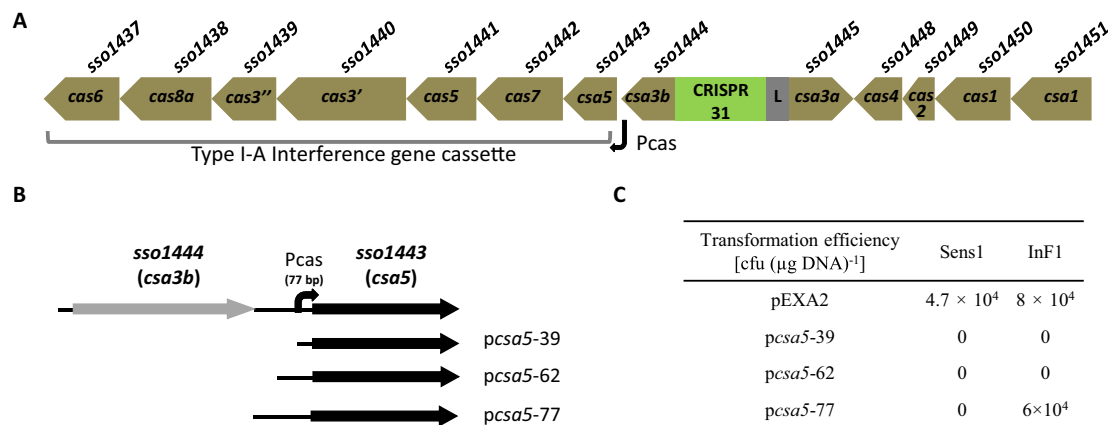 A
sso1437 sso1438 sso1439 sso1440 sso1441 sso1442 sso1443 sso1444 sso1445 sso1448 sso1449 sso1450 sso1451
cas6 cas8a cas3'' cas3' cas5 cas7 csa5 csa3b CRISPR 31 L csa3a cas4 cas 2 cas1 csa1
Type I-A Interference gene cassette
Pcas
B
sso1444
(csa3b)
Pcas
(77 bp)
sso1443
(csa5)
pcsa5-39
pcsa5-62
pcsa5-77
C
Transformation efficiency
[cfu (µg DNA)⁻¹] Sens1 InF1
pEXA2 4.7 × 10⁴ 8 × 10⁴
pcsa5-39 0 0
pcsa5-62 0 0
pcsa5-77 0 6×10⁴